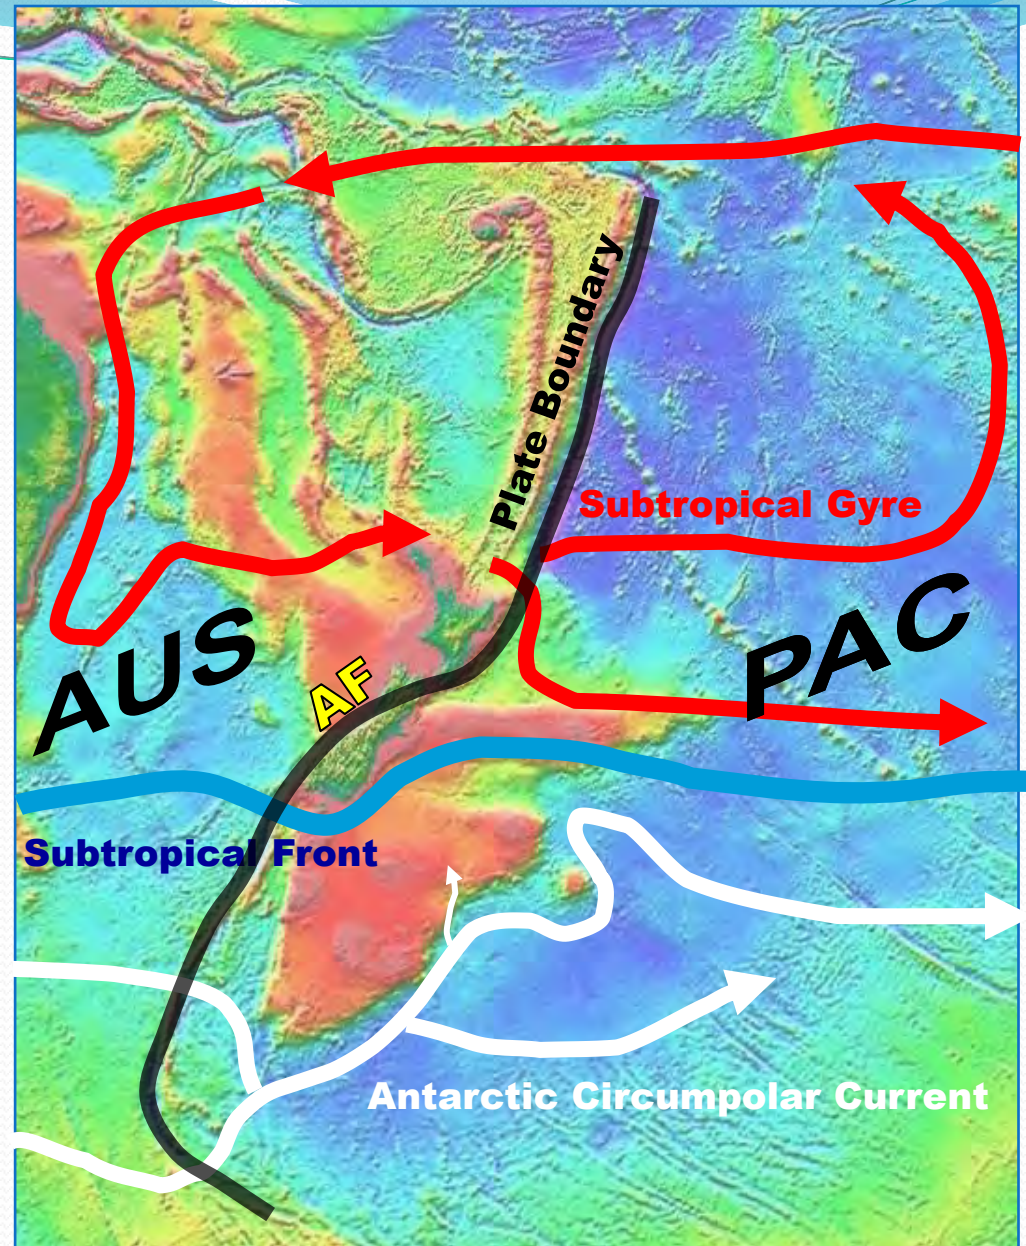 Plate Boundary
Subtropical Gyre
AUS
PAC
AF
Subtropical Front
Antarctic Circumpolar Current